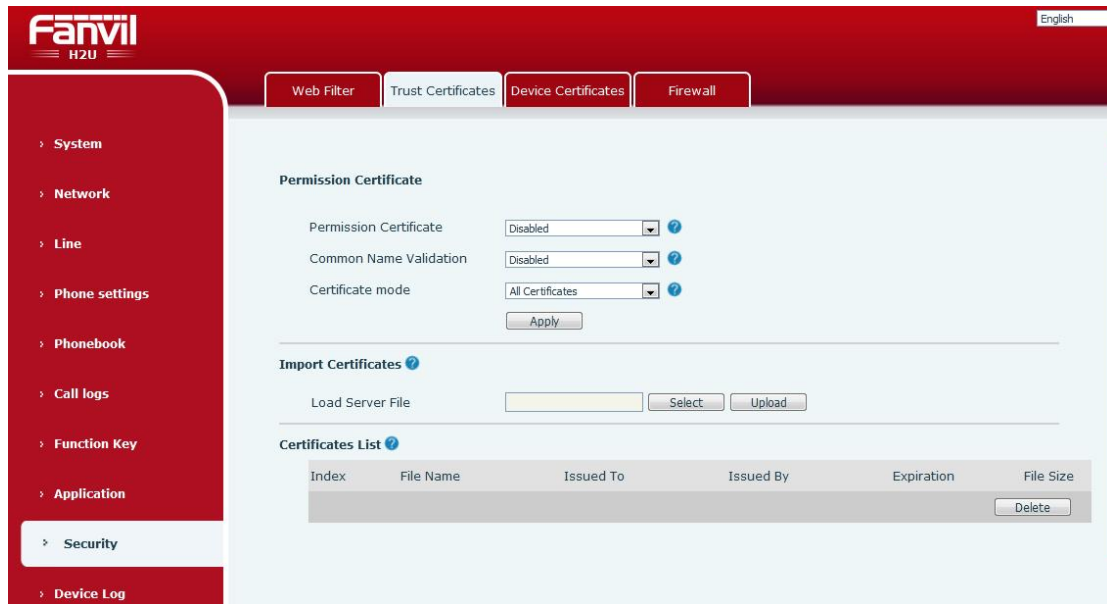 English
Fanvil
H2U
Web Filter Trust Certificates Device Certificates Firewall
› System
› Network
› Line
› Phone settings
› Phonebook
› Call logs
› Function Key
› Application
› Security
› Device Log
Permission Certificate
Permission Certificate Disabled ?
Common Name Validation Disabled ?
Certificate mode All Certificates ?
Apply
Import Certificates ?
Load Server File Select Upload
Certificates List ?
Index File Name Issued To Issued By Expiration File Size
Delete